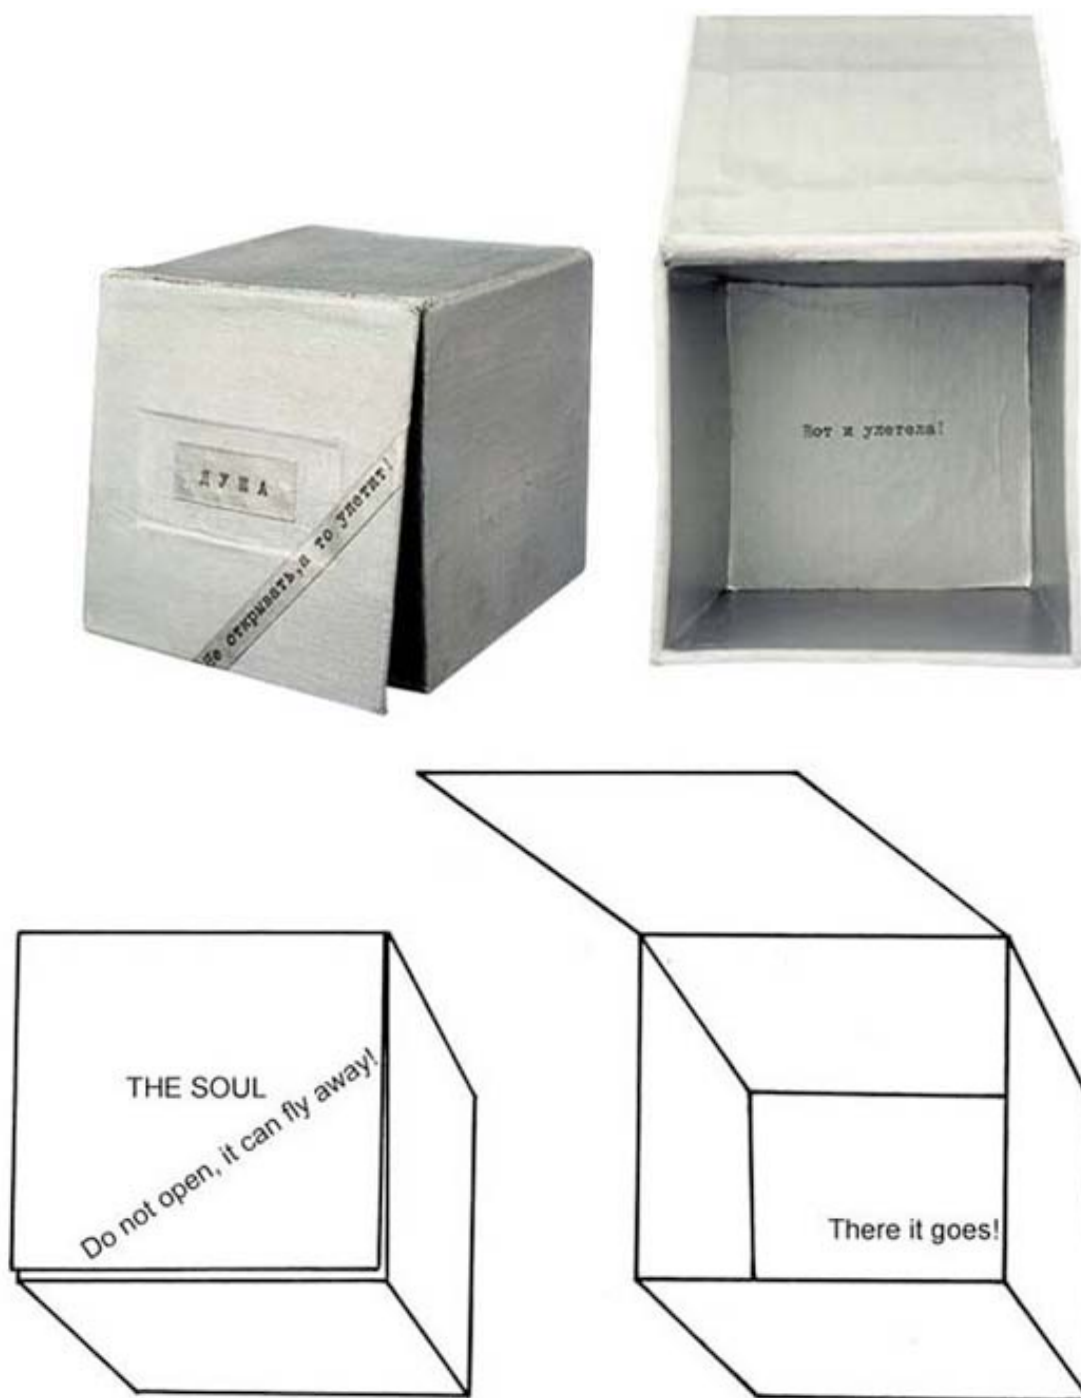 ДУША
Не открывать, а то улетит!
Вот и улетела!
THE SOUL
Do not open, it can fly away!
There it goes!